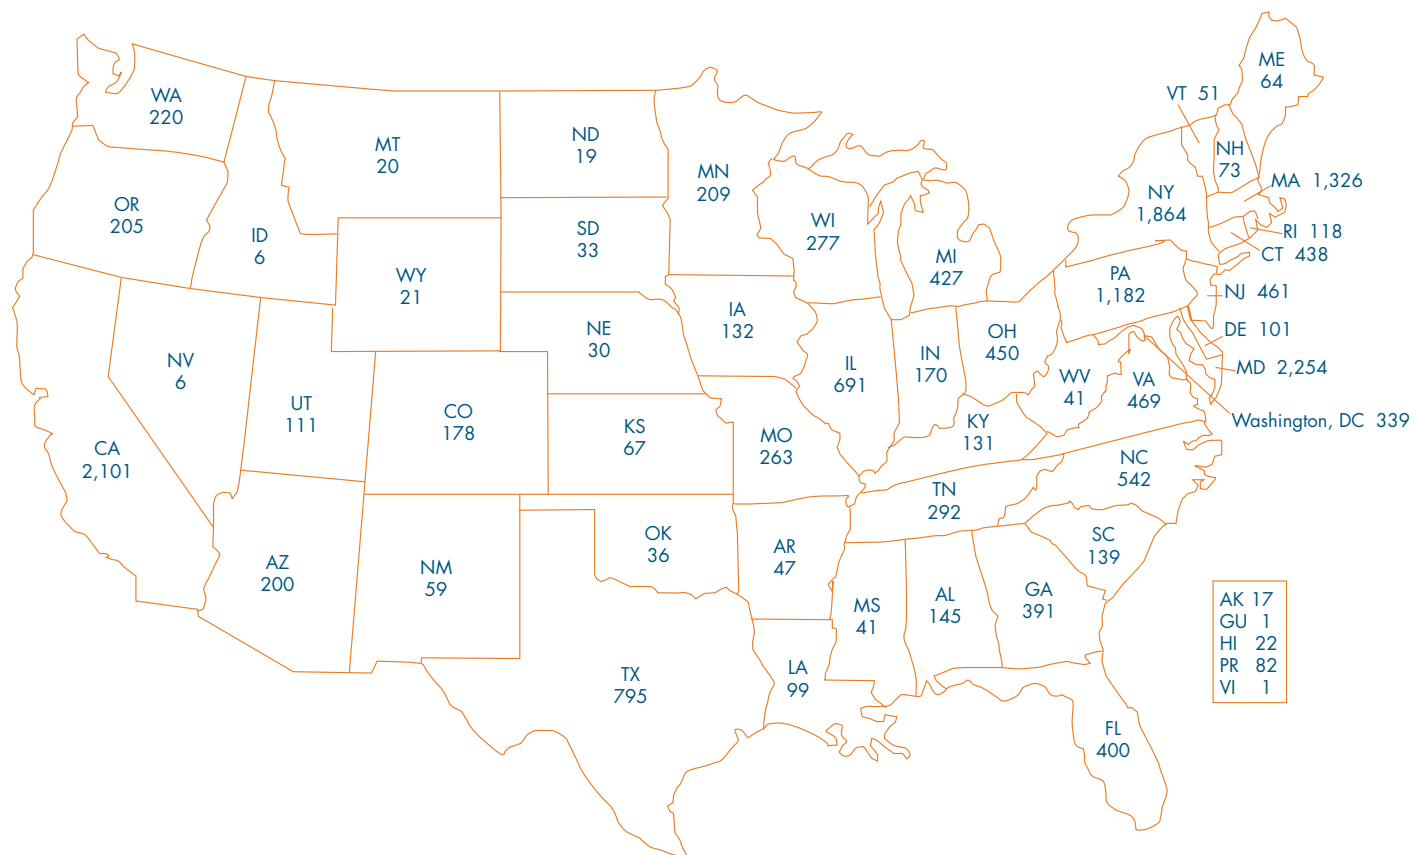 ME
64
VT 51
WA
220
MT
20
ND
19
MN
209
NH
73
MA 1,326
NY
1,864
OR
205
ID
6
SD
33
WI
277
RI 118
CT 438
MI
427
WY
21
PA
1,182
NJ 461
IA
132
NE
30
OH
450
DE 101
NV
6
IL
691
IN
170
MD 2,254
WV
41
VA
469
UT
111
CO
178
KS
67
MO
263
KY
131
Washington, DC 339
CA
2,101
NC
542
TN
292
OK
36
AR
47
SC
139
AZ
200
NM
59
MS
41
AL
145
GA
391
AK 17
GU 1
HI 22
PR 82
VI 1
TX
795
LA
99
FL
400